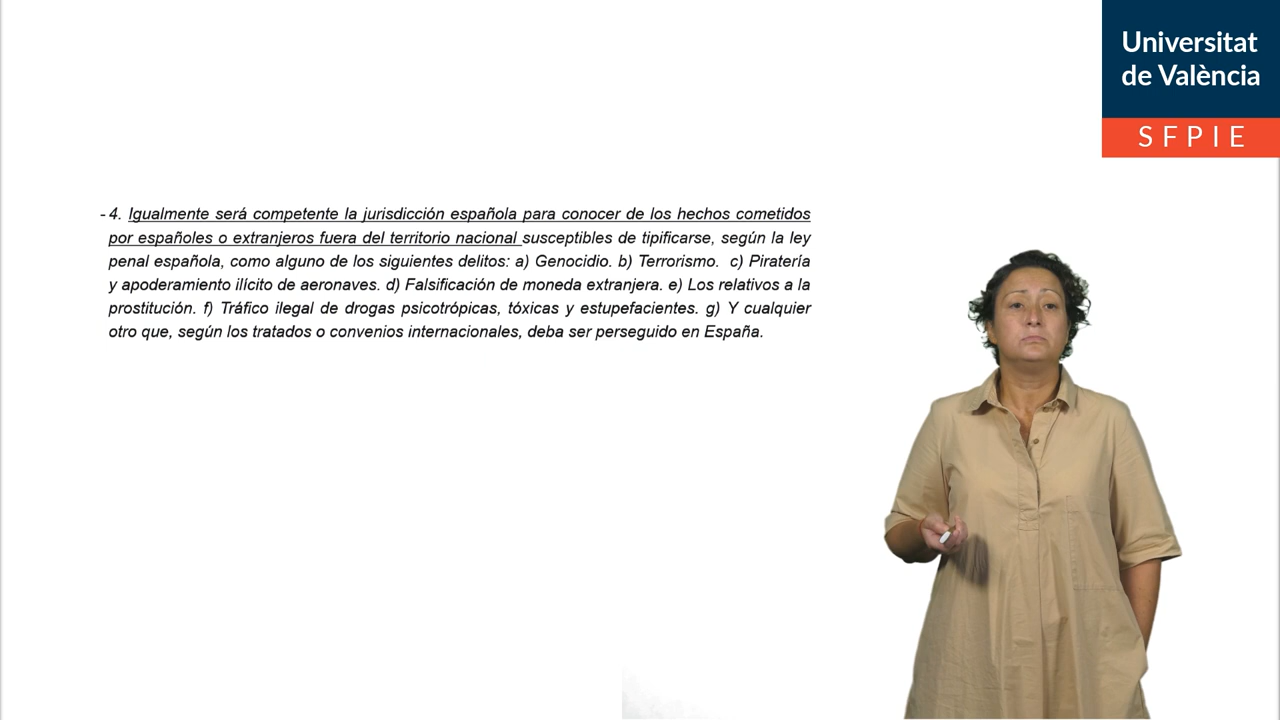 Universitat
de València
SFPIE
- 4. Igualmente será competente la jurisdicción española para conocer de los hechos cometidos
por españoles o extranjeros fuera del territorio nacional susceptibles de tipificarse, según la ley
penal española, como alguno de los siguientes delitos: a) Genocidio. b) Terrorismo. c) Piratería
y apoderamiento ilícito de aeronaves. d) Falsificación de moneda extranjera. e) Los relativos a la
prostitución. f) Tráfico ilegal de drogas psicotrópicas, tóxicas y estupefacientes. g) Y cualquier
otro que, según los tratados o convenios internacionales, deba ser perseguido en España.